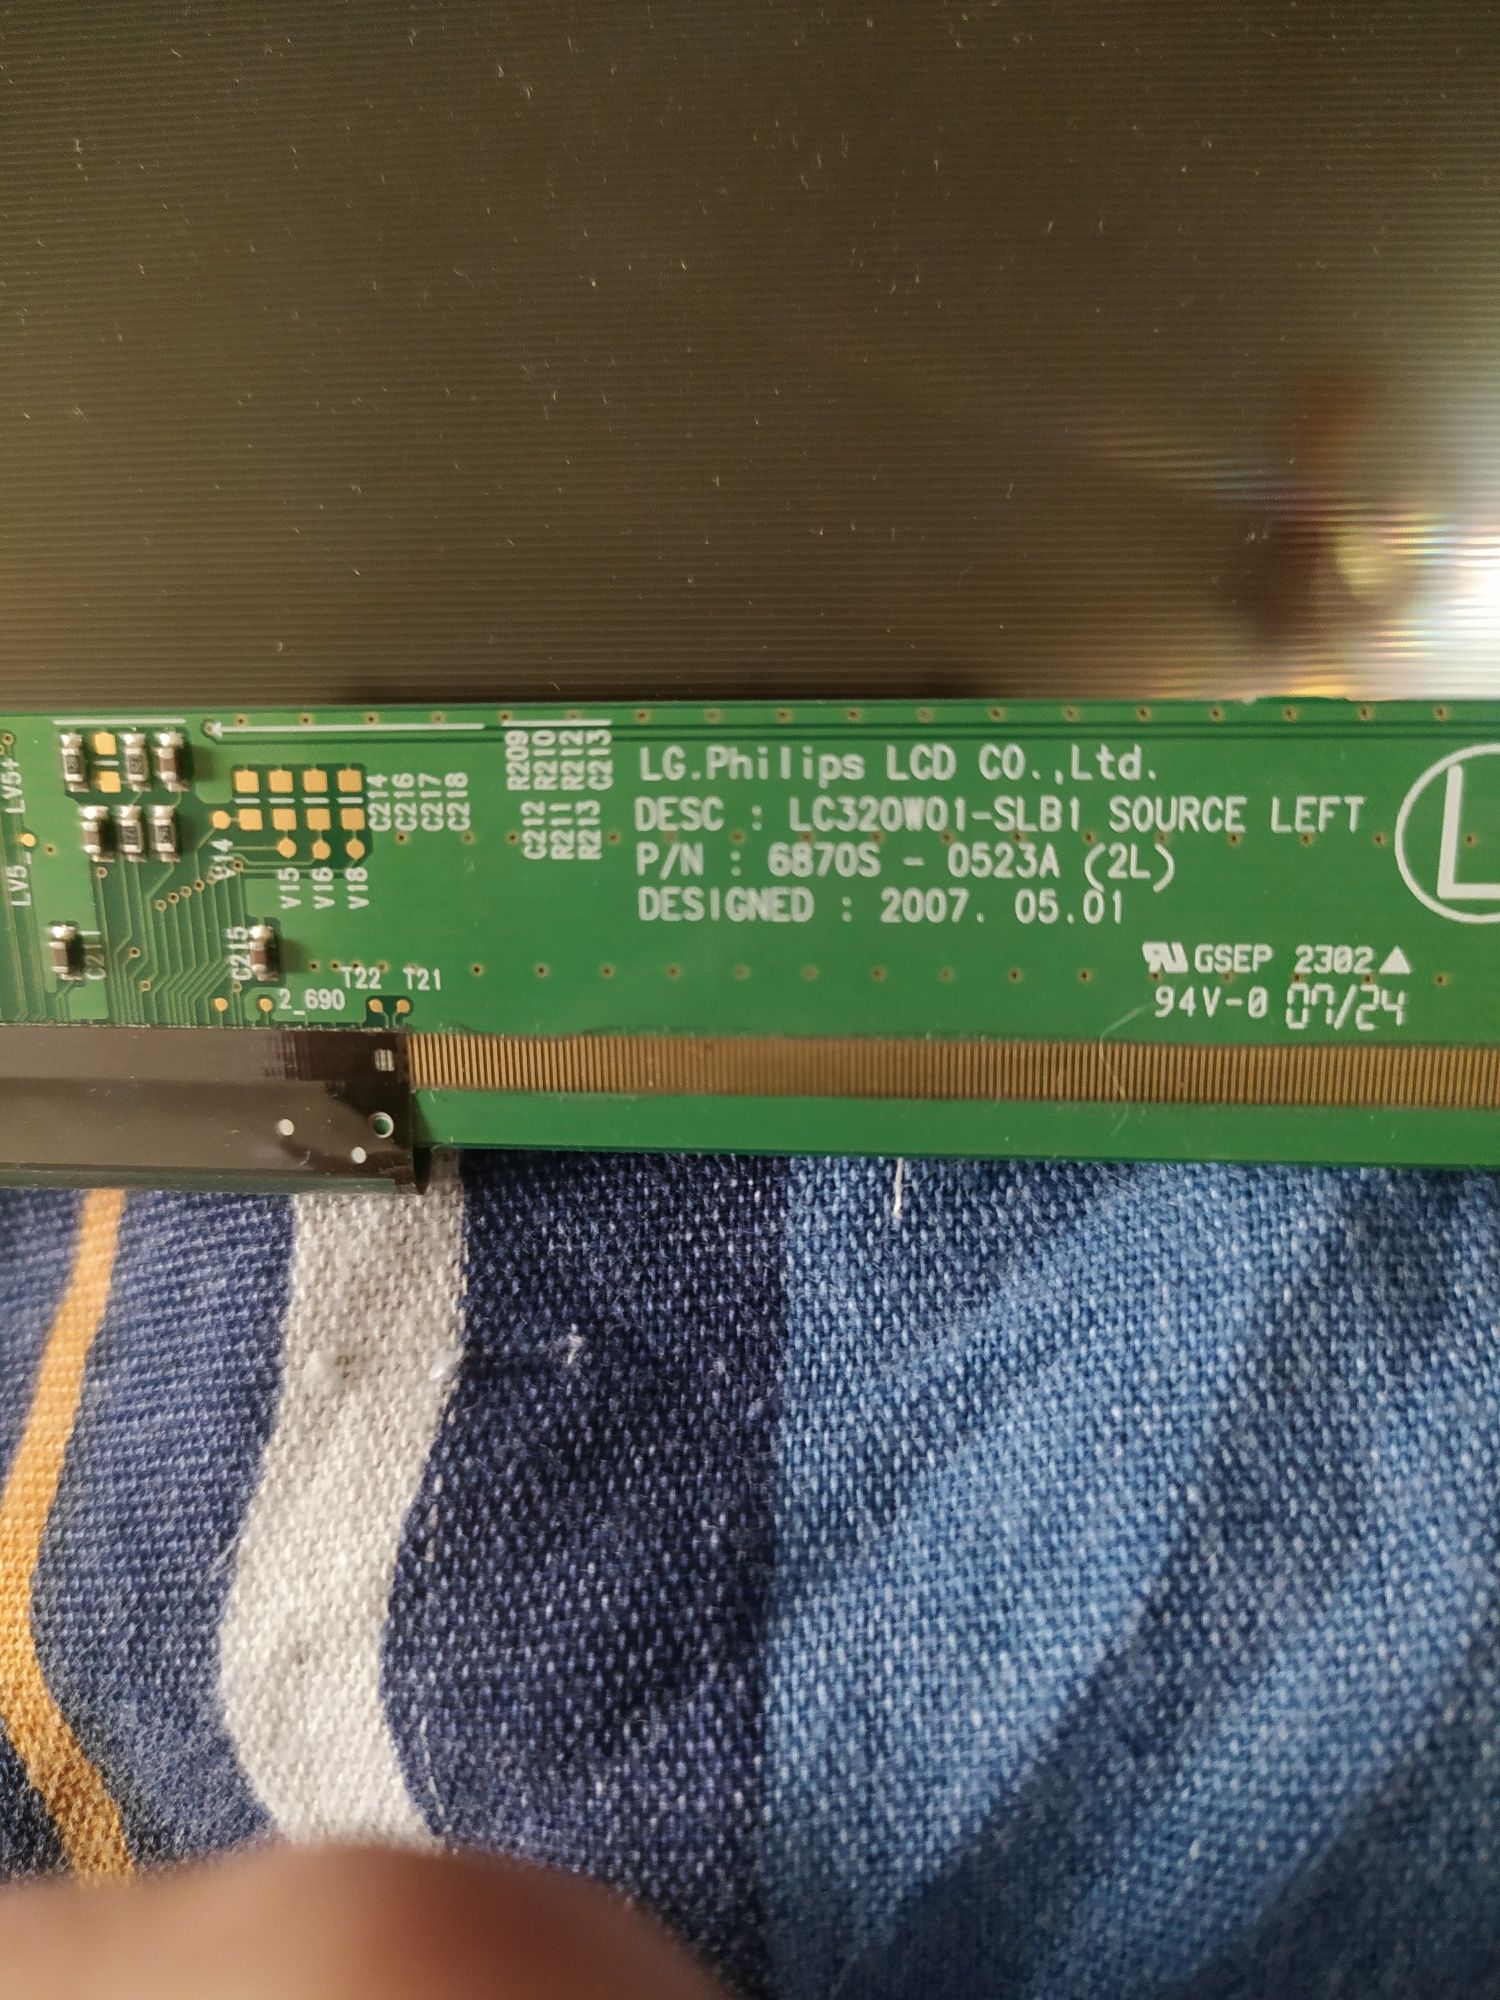 LG.Philips LCD CO.,Ltd.
DESC : LC320W01-SLB1 SOURCE LEFT
P/N : 6870S - 0523A (2L)
DESIGNED : 2007. 05.01
GSEP 2302▲
94V-0 07/24
L
LV5+
LV5_
C211
C215
V14
V15
V16
V18
C214
C216
C217
C218
R209
R210
R212
C213
C212
R211
R213
T22
T21
2_690